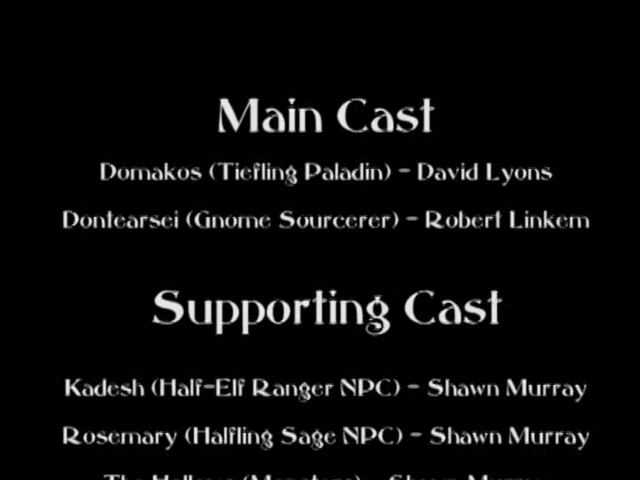 Main Cast
Domakos (Tiefling Paladin) - David Lyons
Dontearsei (Gnome Sourcerer) - Robert Linkem
Supporting Cast
Kadesh (Half-Elf Ranger NPC) - Shawn Murray
Rosemary (Halfling Sage NPC) - Shawn Murray
The